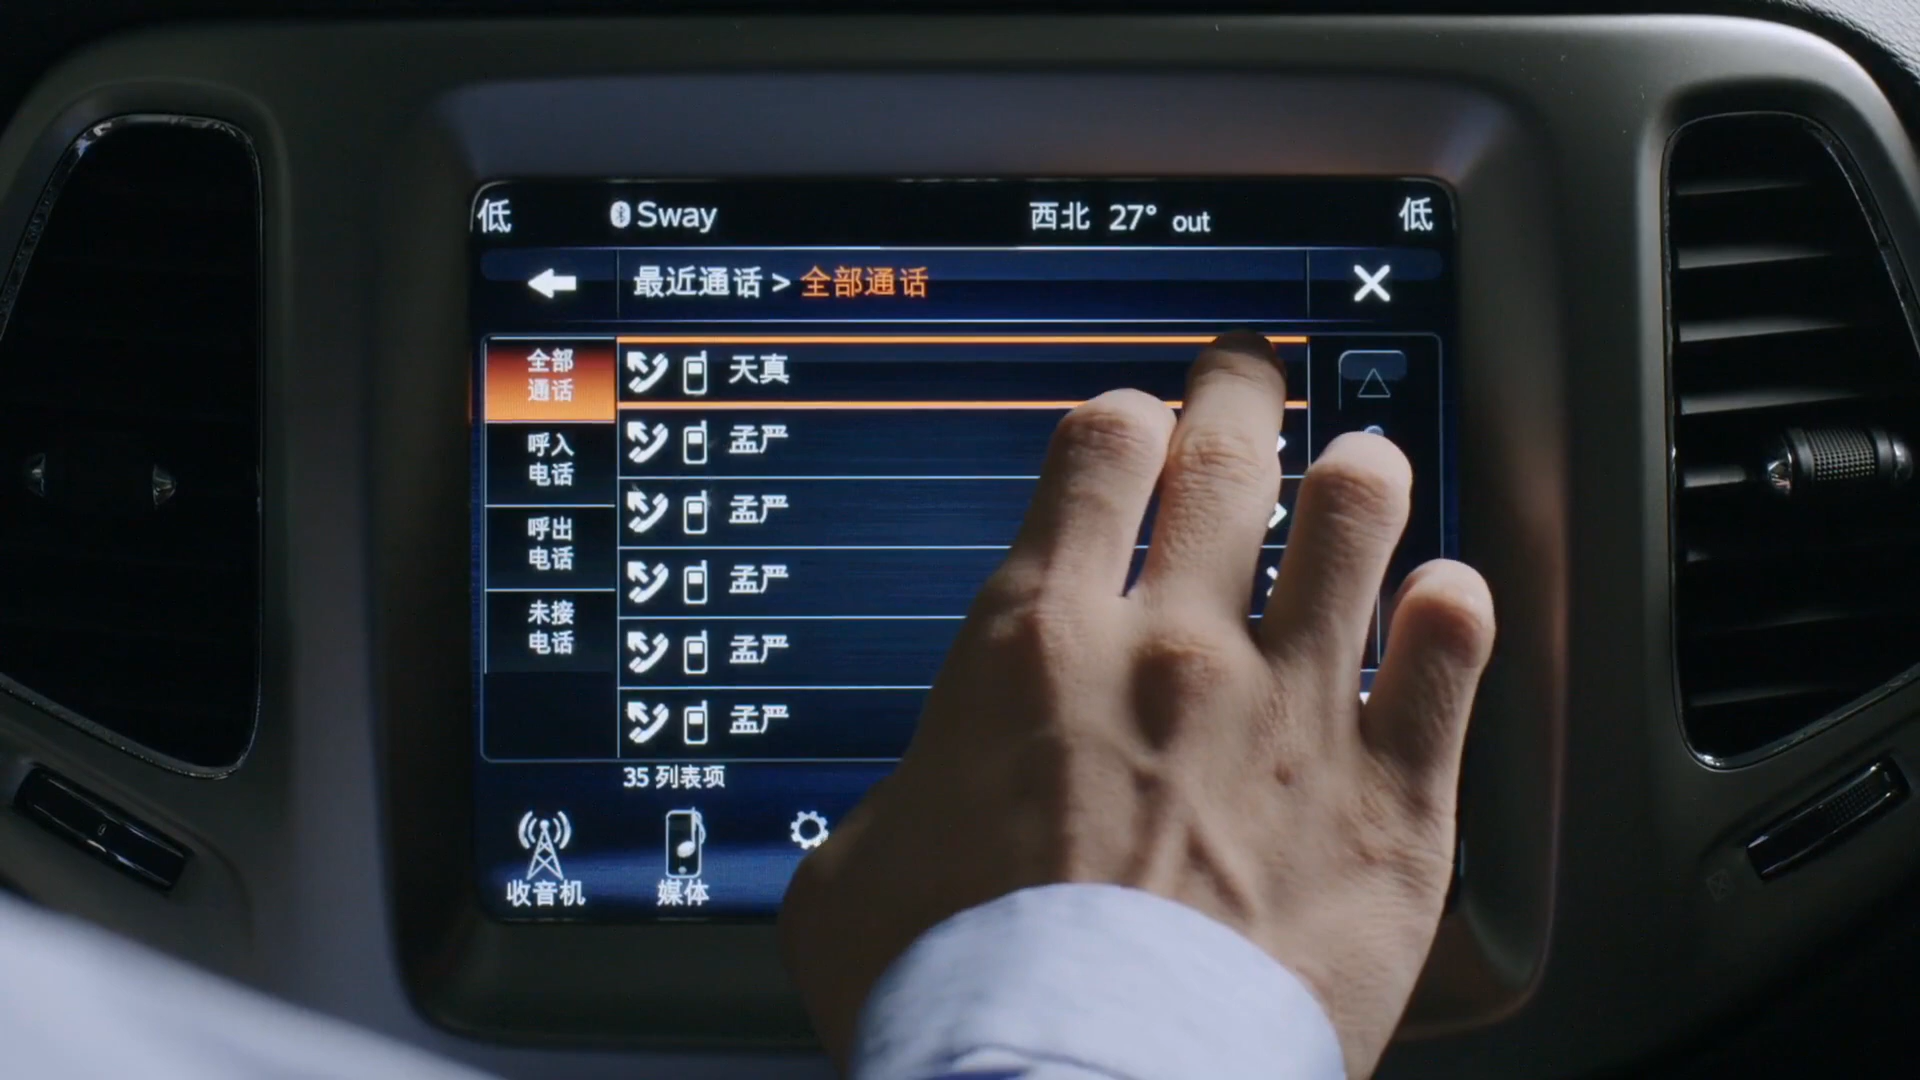 低 Sway 西北 27° out 低
最近通话 > 全部通话
全部
通话
天真
呼入
电话
孟严
孟严
呼出
电话
孟严
未接
电话
孟严
孟严
35 列表项
收音机 媒体